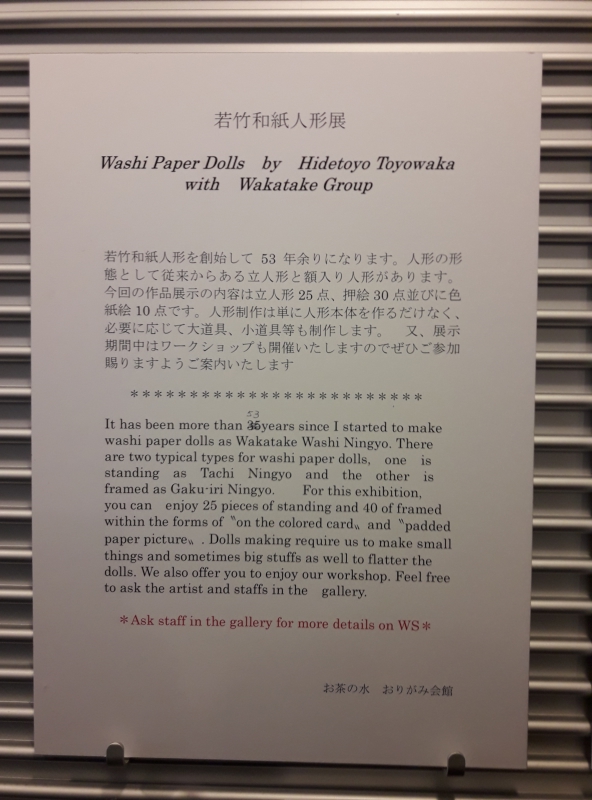 若竹和紙人形展
Washi Paper Dolls by Hidetoyo Toyowaka
with Wakatake Group
若竹和紙人形を創始して 53 年余りになります。人形の形
態として従来からある立人形と額入り人形があります。
今回の作品展示の内容は立人形 25 点、押絵 30 点並びに色
紙絵 10 点です。人形制作は単に人形本体を作るだけなく、
必要に応じて大道具、小道具等も制作します。 又、展示
期間中はワークショップも開催いたしますのでぜひご参加
賜りますようご案内いたします
*************************
53
It has been more than 35years since I started to make
washi paper dolls as Wakatake Washi Ningyo. There
are two typical types for washi paper dolls, one is
standing as Tachi Ningyo and the other is
framed as Gaku-iri Ningyo. For this exhibition,
you can enjoy 25 pieces of standing and 40 of framed
within the forms of〝on the colored card〟and〝padded
paper picture〟. Dolls making require us to make small
things and sometimes big stuffs as well to flatter the
dolls. We also offer you to enjoy our workshop. Feel free
to ask the artist and staffs in the gallery.
*Ask staff in the gallery for more details on WS*
お茶の水 おりがみ会館